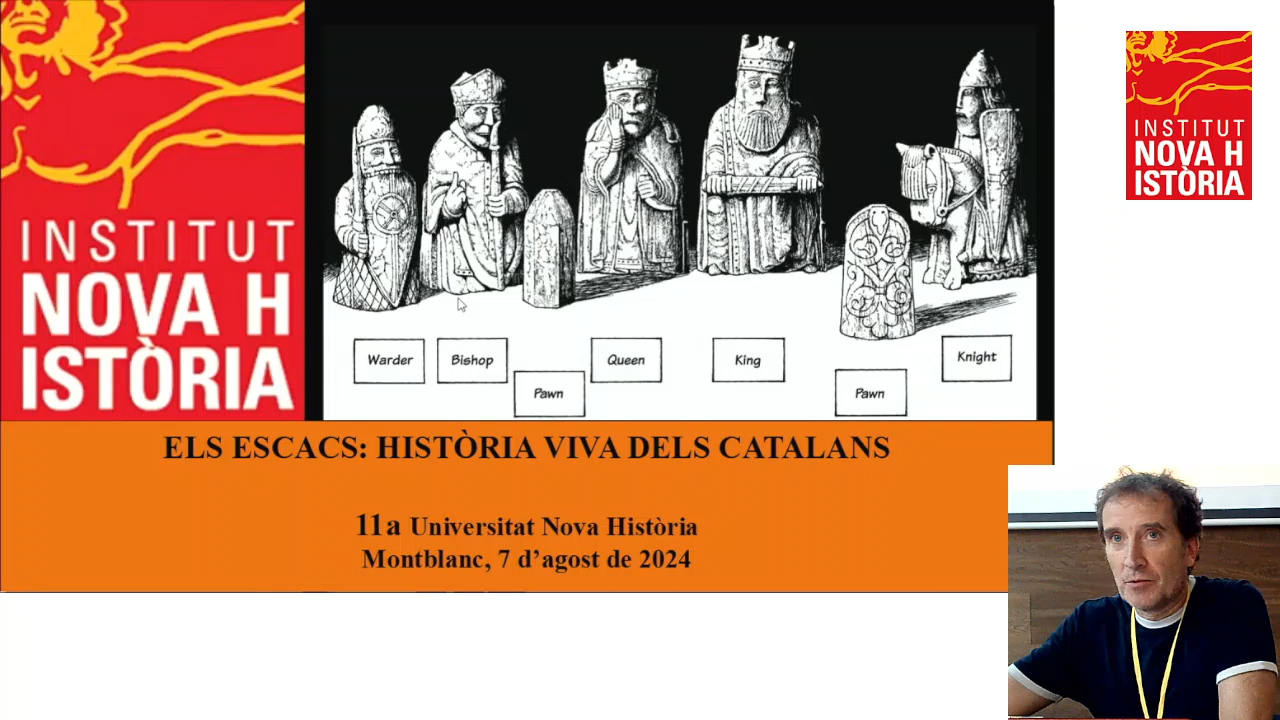 INSTITUT
NOVA H
ISTÒRIA
Warder
Bishop
Pawn
Queen
King
Pawn
Knight
ELS ESCACS: HISTÒRIA VIVA DELS CATALANS
11a Universitat Nova Història
Montblanc, 7 d’agost de 2024
INSTITUT
NOVA H
ISTÒRIA